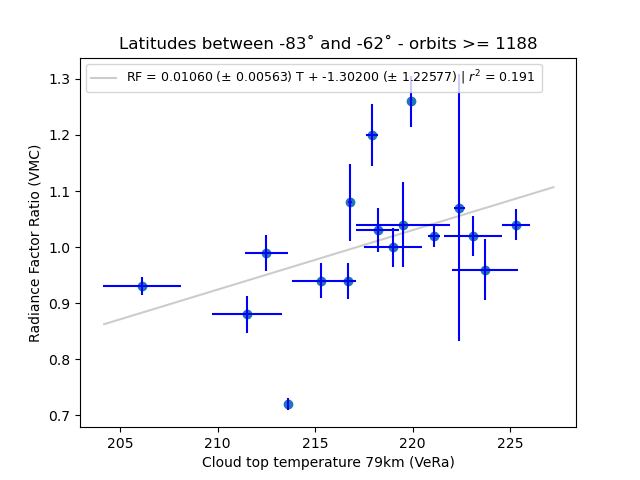 Latitudes between -83˚ and -62˚ - orbits >= 1188
RF = 0.01060 (± 0.00563) T + -1.30200 (± 1.22577) | r² = 0.191
1.3
1.2
1.1
1.0
0.9
0.8
0.7
Radiance Factor Ratio (VMC)
205 210 215 220 225
Cloud top temperature 79km (VeRa)